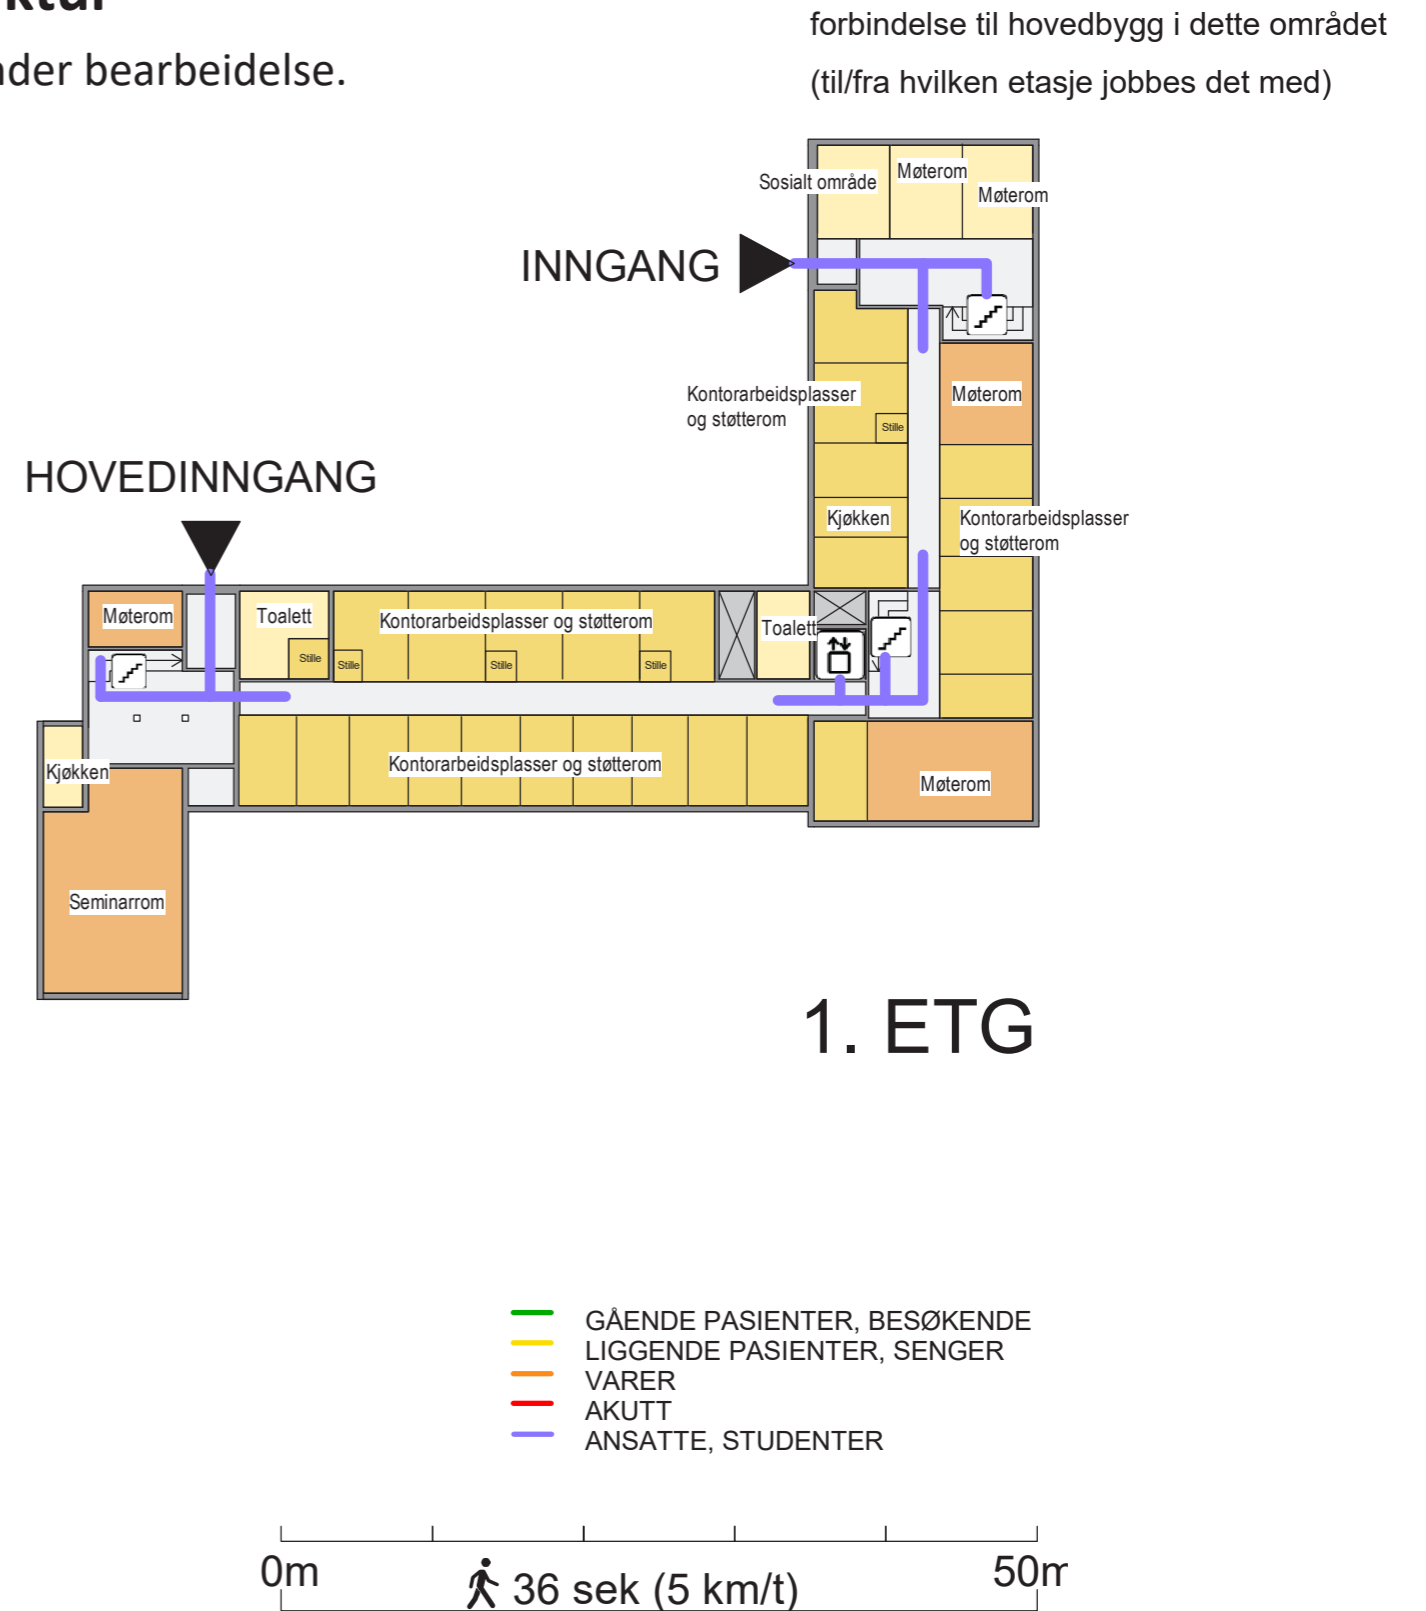 forbindelse til hovedbygg i dette området
nder bearbeidelse.
(til/fra hvilken etasje jobbes det med)
Sosialt område
Møterom
Møterom
INNGANG
Kontorarbeidsplasser
og støtterom
Møterom
Stille
HOVEDINNGANG
Kjøkken
Kontorarbeidsplasser
og støtterom
Møterom
Toalett
Kontorarbeidsplasser og støtterom
Toalett
Stille
Stille
Stille
Stille
Kjøkken
Kontorarbeidsplasser og støtterom
Møterom
Seminarrom
1. ETG
GÅENDE PASIENTER, BESØKENDE
LIGGENDE PASIENTER, SENGER
VARER
AKUTT
ANSATTE, STUDENTER
0m
36 sek (5 km/t)
50m